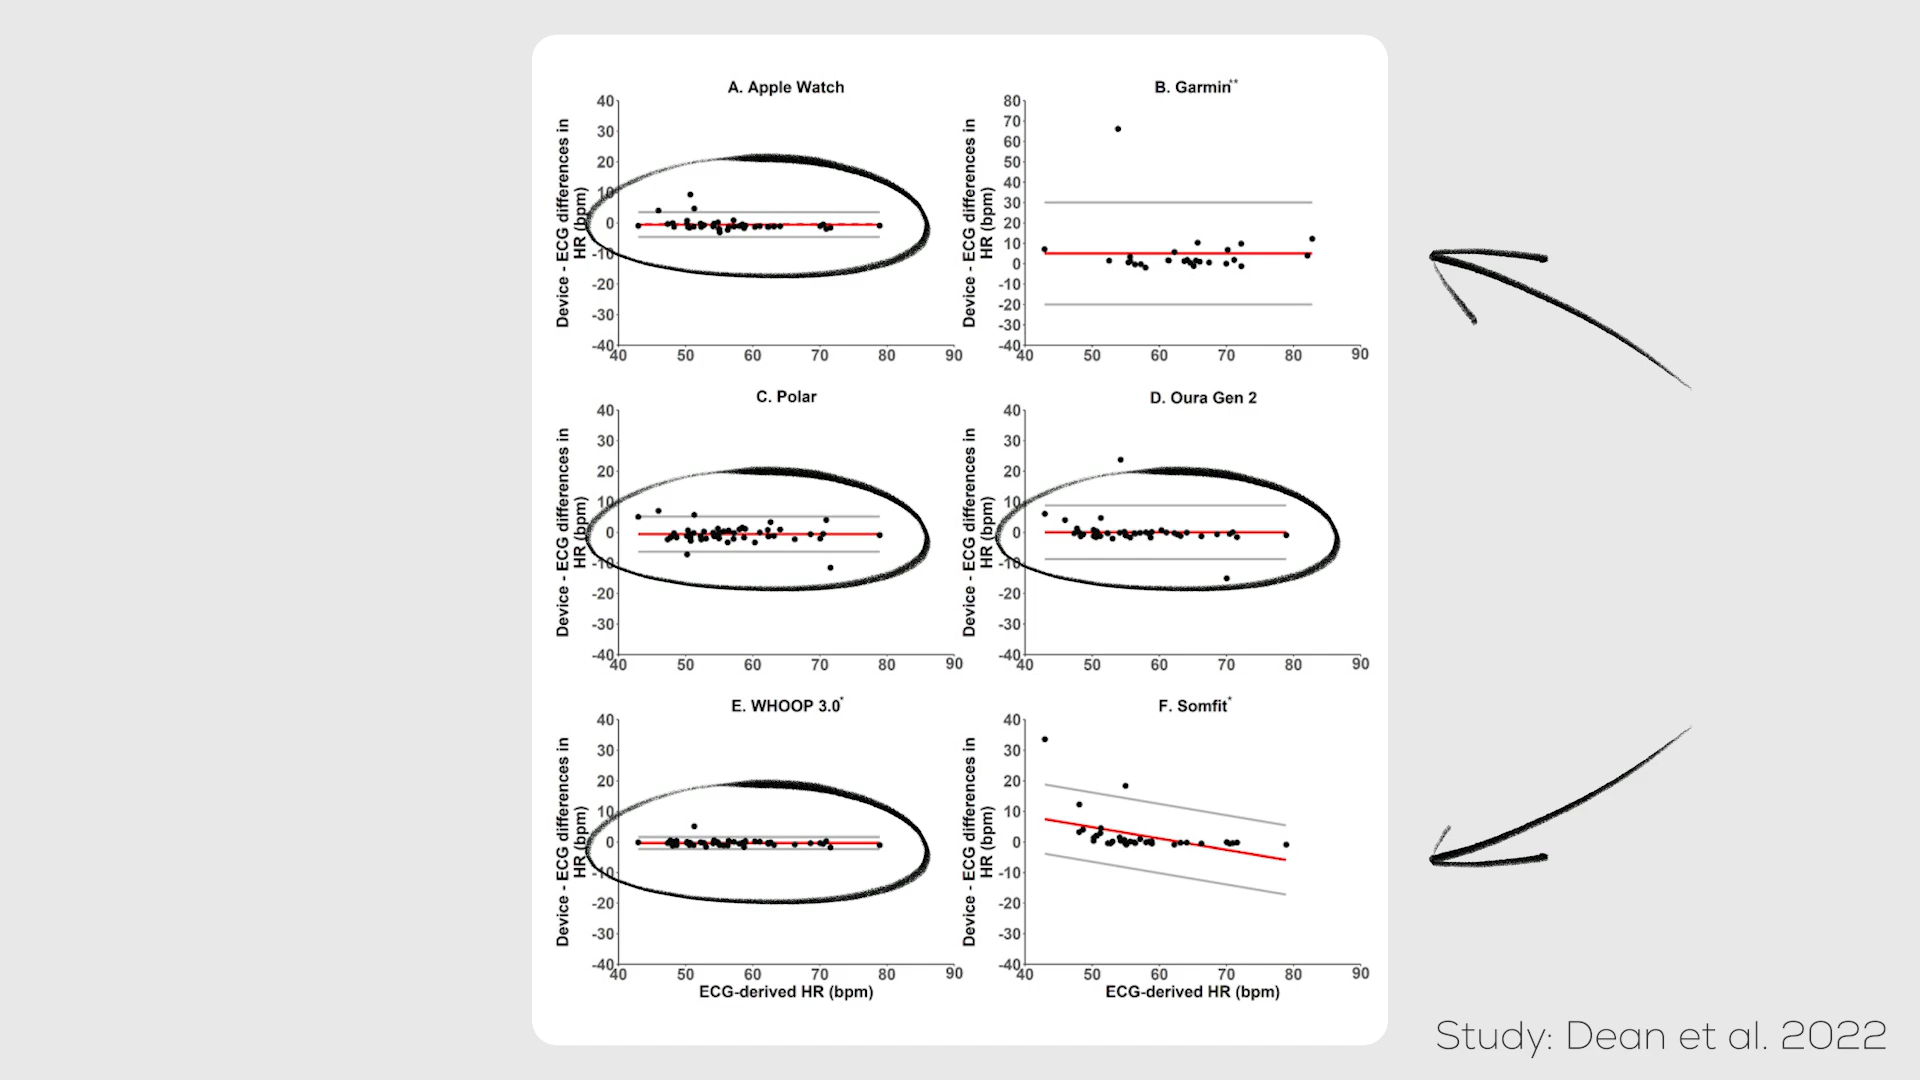 A. Apple Watch
Device - ECG differences in
HR (bpm)
40
30
20
10
0
-10
-20
-30
-40
40 50 60 70 80 90
B. Garmin**
Device - ECG differences in
HR (bpm)
80
70
60
50
40
30
20
10
0
-10
-20
-30
-40
40 50 60 70 80 90
C. Polar
Device - ECG differences in
HR (bpm)
40
30
20
10
0
-10
-20
-30
-40
40 50 60 70 80 90
D. Oura Gen 2
Device - ECG differences in
HR (bpm)
40
30
20
10
0
-10
-20
-30
-40
40 50 60 70 80 90
E. WHOOP 3.0*
Device - ECG differences in
HR (bpm)
40
30
20
10
0
-10
-20
-30
-40
40 50 60 70 80 90
ECG-derived HR (bpm)
F. Somfit*
Device - ECG differences in
HR (bpm)
40
30
20
10
0
-10
-20
-30
-40
40 50 60 70 80 90
ECG-derived HR (bpm)
Study: Dean et al. 2022